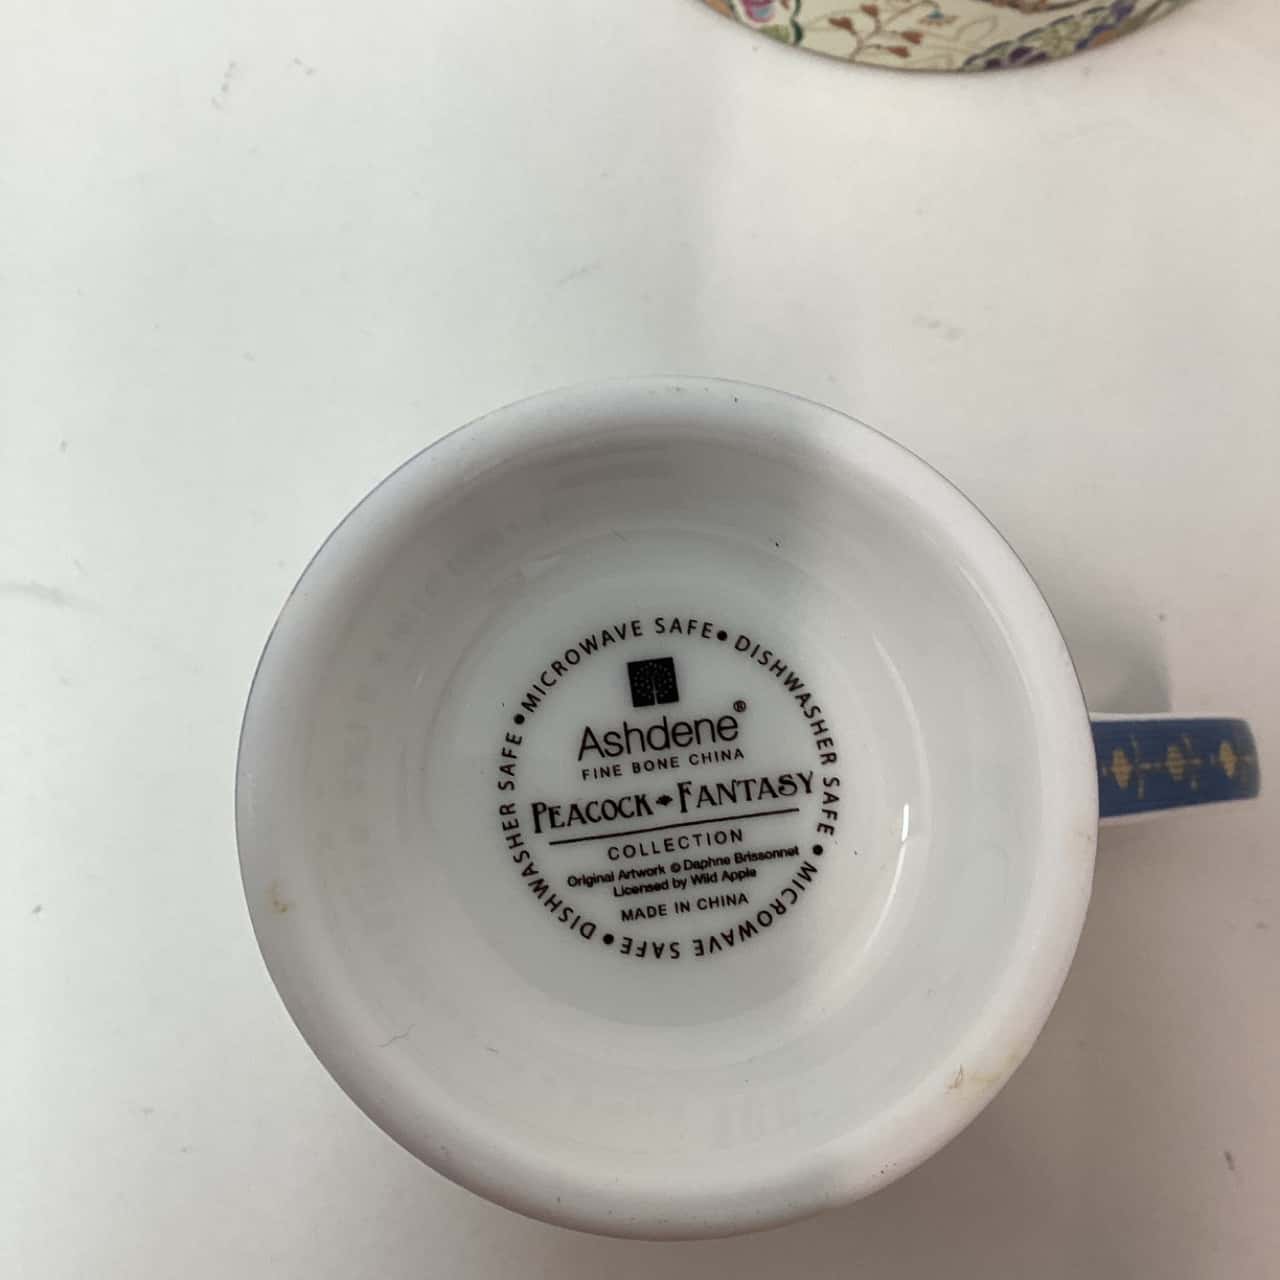 MICROWAVE SAFE • DISHWASHER SAFE • MICROWAVE SAFE • DISHWASHER SAFE •
Ashdene®
FINE BONE CHINA
PEACOCK FANTASY
COLLECTION
Original Artwork © Daphne Brissonnet
Licensed by Wild Apple
MADE IN CHINA